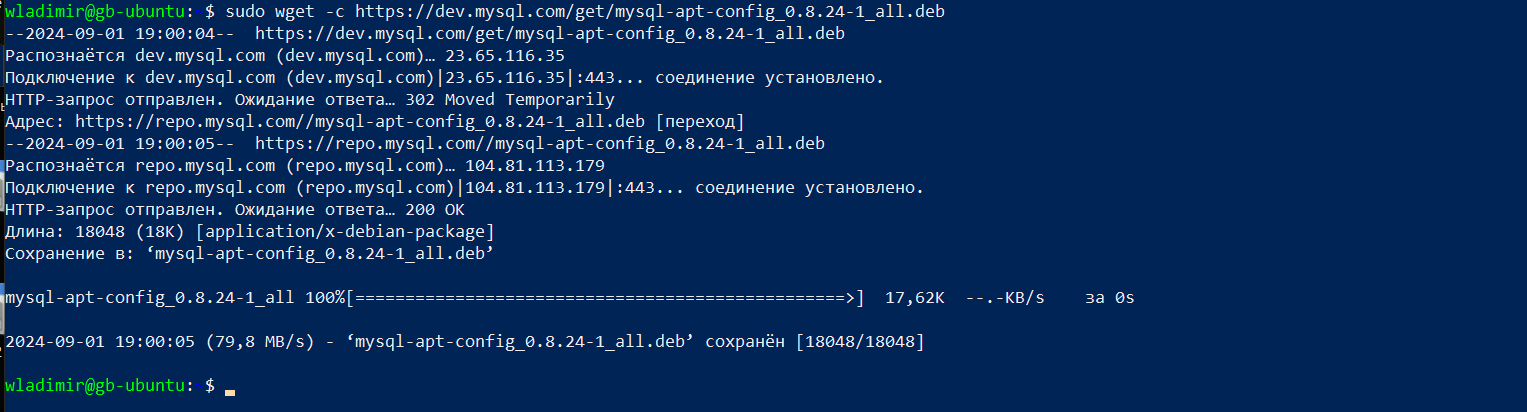 wladimir@gb-ubuntu:~$ sudo wget -c https://dev.mysql.com/get/mysql-apt-config_0.8.24-1_all.deb
--2024-09-01 19:00:04--  https://dev.mysql.com/get/mysql-apt-config_0.8.24-1_all.deb
Распознаётся dev.mysql.com (dev.mysql.com)… 23.65.116.35
Подключение к dev.mysql.com (dev.mysql.com)|23.65.116.35|:443... соединение установлено.
HTTP-запрос отправлен. Ожидание ответа… 302 Moved Temporarily
Адрес: https://repo.mysql.com//mysql-apt-config_0.8.24-1_all.deb [переход]
--2024-09-01 19:00:05--  https://repo.mysql.com//mysql-apt-config_0.8.24-1_all.deb
Распознаётся repo.mysql.com (repo.mysql.com)… 104.81.113.179
Подключение к repo.mysql.com (repo.mysql.com)|104.81.113.179|:443... соединение установлено.
HTTP-запрос отправлен. Ожидание ответа… 200 OK
Длина: 18048 (18K) [application/x-debian-package]
Сохранение в: ‘mysql-apt-config_0.8.24-1_all.deb’
mysql-apt-config_0.8.24-1_all 100%[=================================================>]  17,62K  --.-KB/s    за 0s
2024-09-01 19:00:05 (79,8 MB/s) - ‘mysql-apt-config_0.8.24-1_all.deb’ сохранён [18048/18048]
wladimir@gb-ubuntu:~$